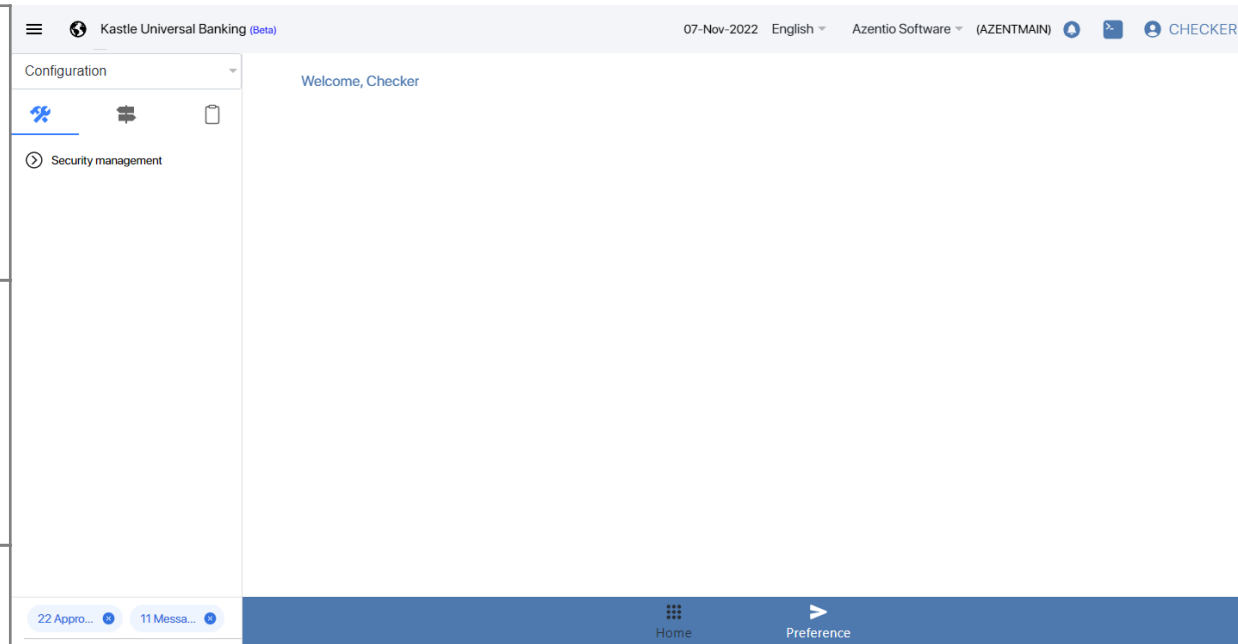 Kastle Universal Banking (Beta)
07-Nov-2022 English Azentio Software (AZENTMAIN) CHECKER
Configuration
Welcome, Checker
Security management
22 Appro... 11 Messa...
Home Preference